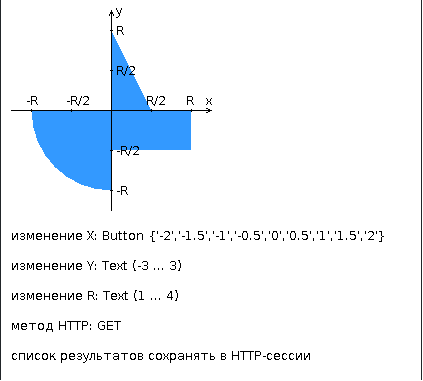 y
R
R/2
-R -R/2 R/2 R x
-R/2
-R
изменение X: Button {'-2','-1.5','-1','-0.5','0','0.5','1','1.5','2'}
изменение Y: Text (-3 ... 3)
изменение R: Text (1 ... 4)
метод HTTP: GET
список результатов сохранять в HTTP-сессии